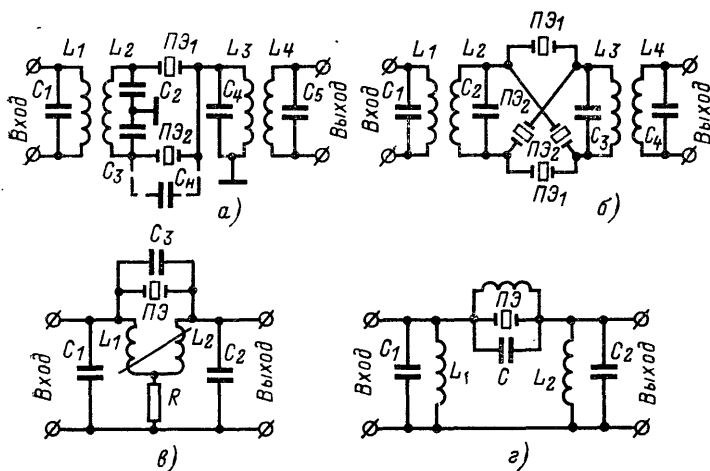 ПЭ1
L1 L2 L3 L4
C1 C2 C4 C5
Вход Выход
ПЭ2
C3 Cн
а)
ПЭ1
L1 L2 L3 L4
C1 C2 ПЭ2 ПЭ2 C3 C4
Вход Выход
ПЭ1
б)
C3
ПЭ
L1 L2
C1 C2
Вход Выход
R
в)
ПЭ
C1 C2
Вход L1 C L2 Выход
г)